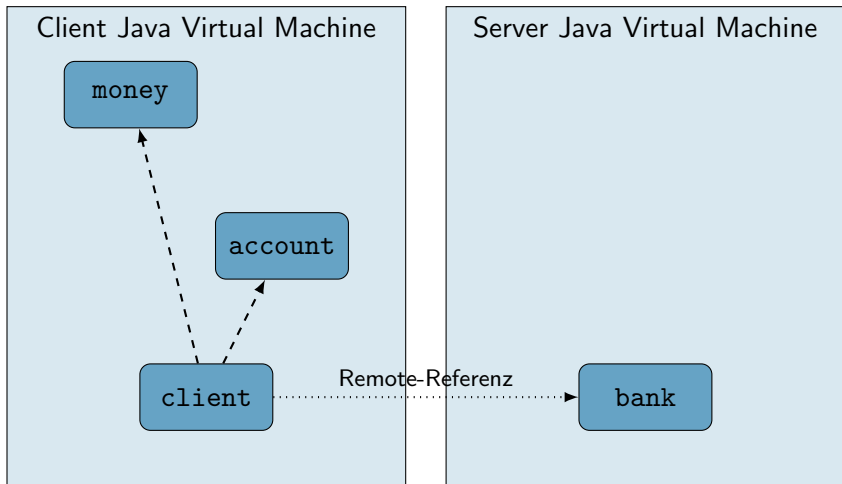 Client Java Virtual Machine
Server Java Virtual Machine
money
account
client
Remote-Referenz
bank